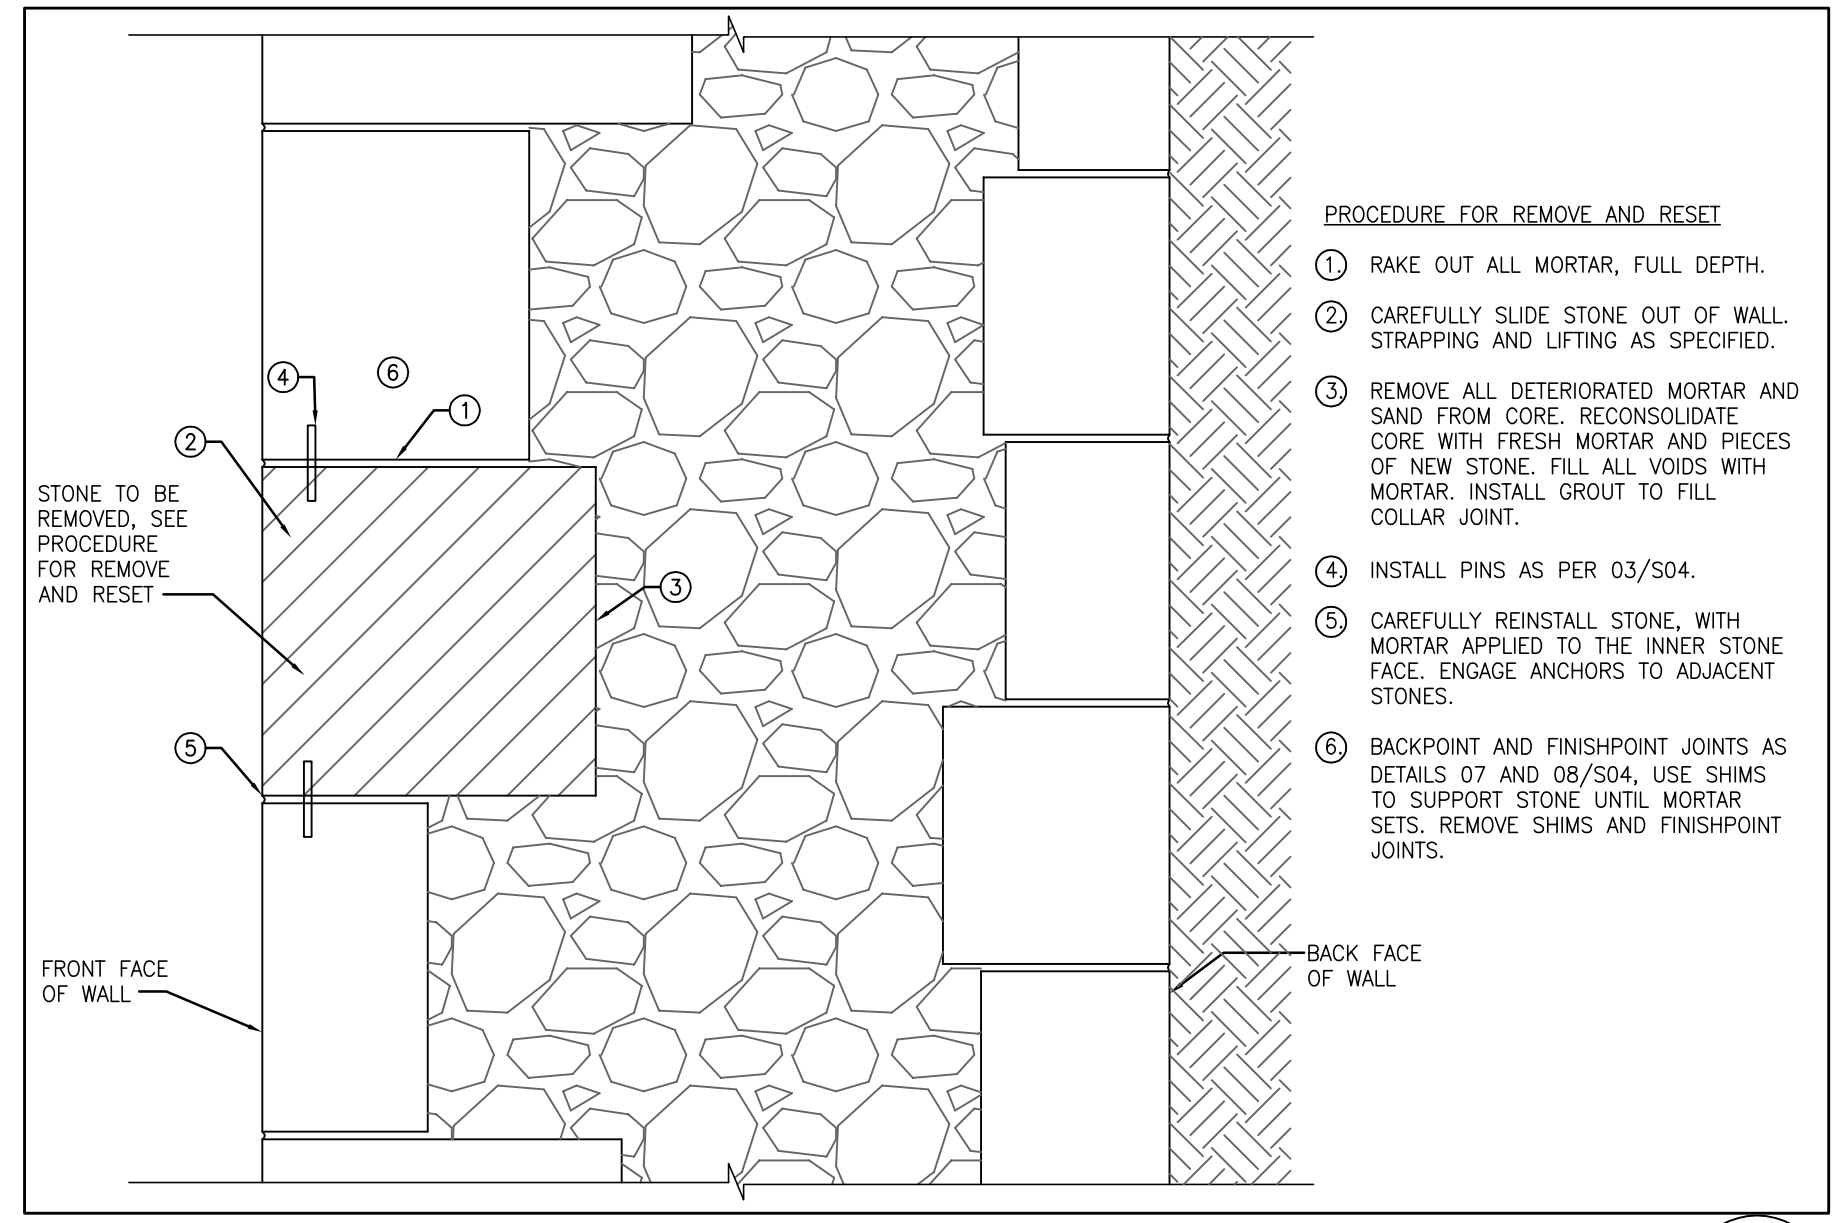 PROCEDURE FOR REMOVE AND RESET
1. RAKE OUT ALL MORTAR, FULL DEPTH.
2. CAREFULLY SLIDE STONE OUT OF WALL.
STRAPPING AND LIFTING AS SPECIFIED.
3. REMOVE ALL DETERIORATED MORTAR AND
SAND FROM CORE. RECONSOLIDATE
CORE WITH FRESH MORTAR AND PIECES
OF NEW STONE. FILL ALL VOIDS WITH
MORTAR. INSTALL GROUT TO FILL
COLLAR JOINT.
4. INSTALL PINS AS PER 03/S04.
5. CAREFULLY REINSTALL STONE, WITH
MORTAR APPLIED TO THE INNER STONE
FACE. ENGAGE ANCHORS TO ADJACENT
STONES.
6. BACKPOINT AND FINISHPOINT JOINTS AS
DETAILS 07 AND 08/S04, USE SHIMS
TO SUPPORT STONE UNTIL MORTAR
SETS. REMOVE SHIMS AND FINISHPOINT
JOINTS.
4
6
1
2
STONE TO BE
REMOVED, SEE
PROCEDURE
FOR REMOVE
AND RESET
3
5
FRONT FACE
OF WALL
BACK FACE
OF WALL